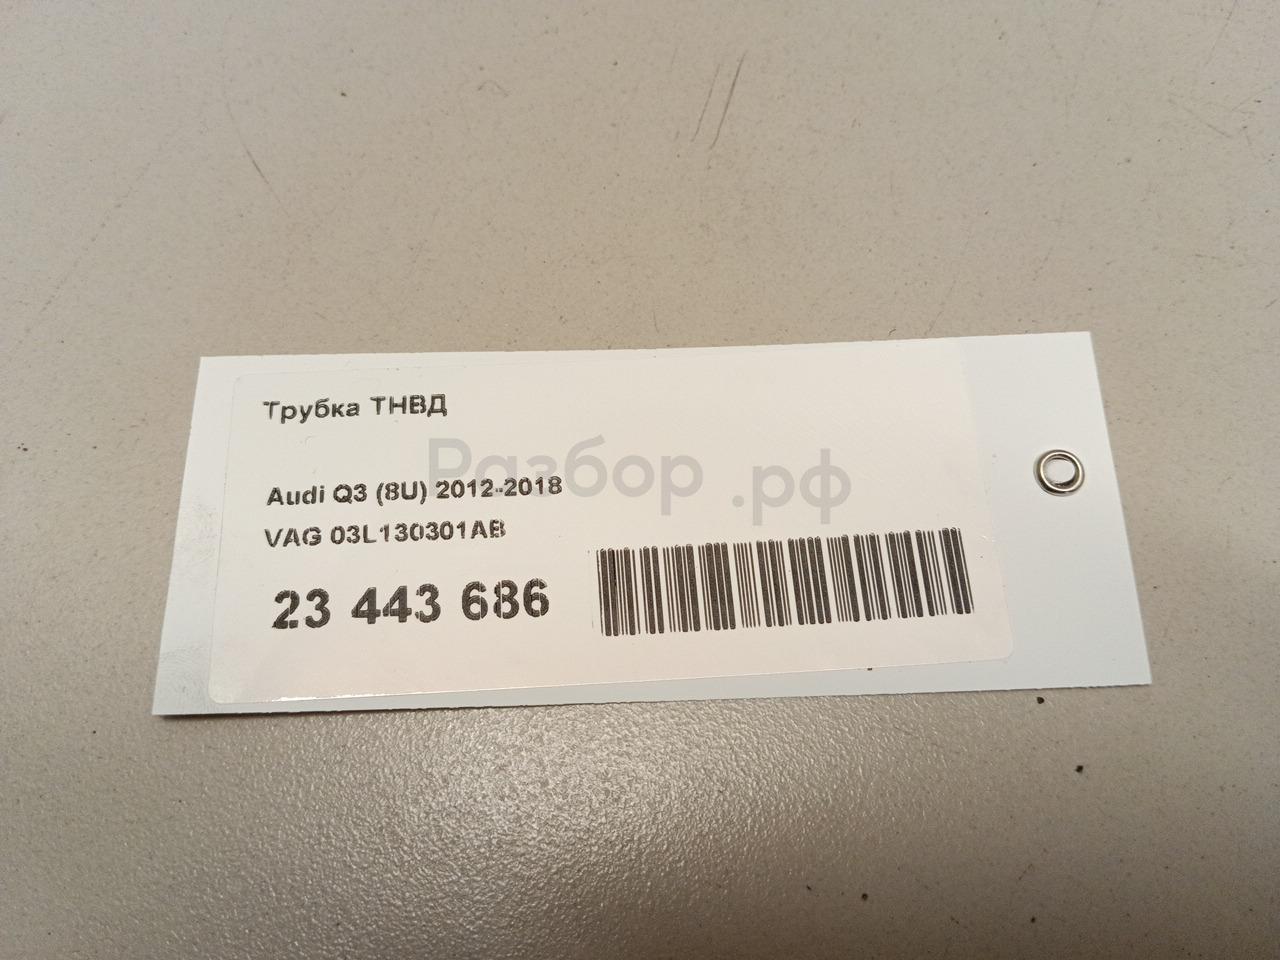 Трубка ТНВД
Разбор.рф
Audi Q3 (8U) 2012-2018
VAG 03L130301AB
23 443 686